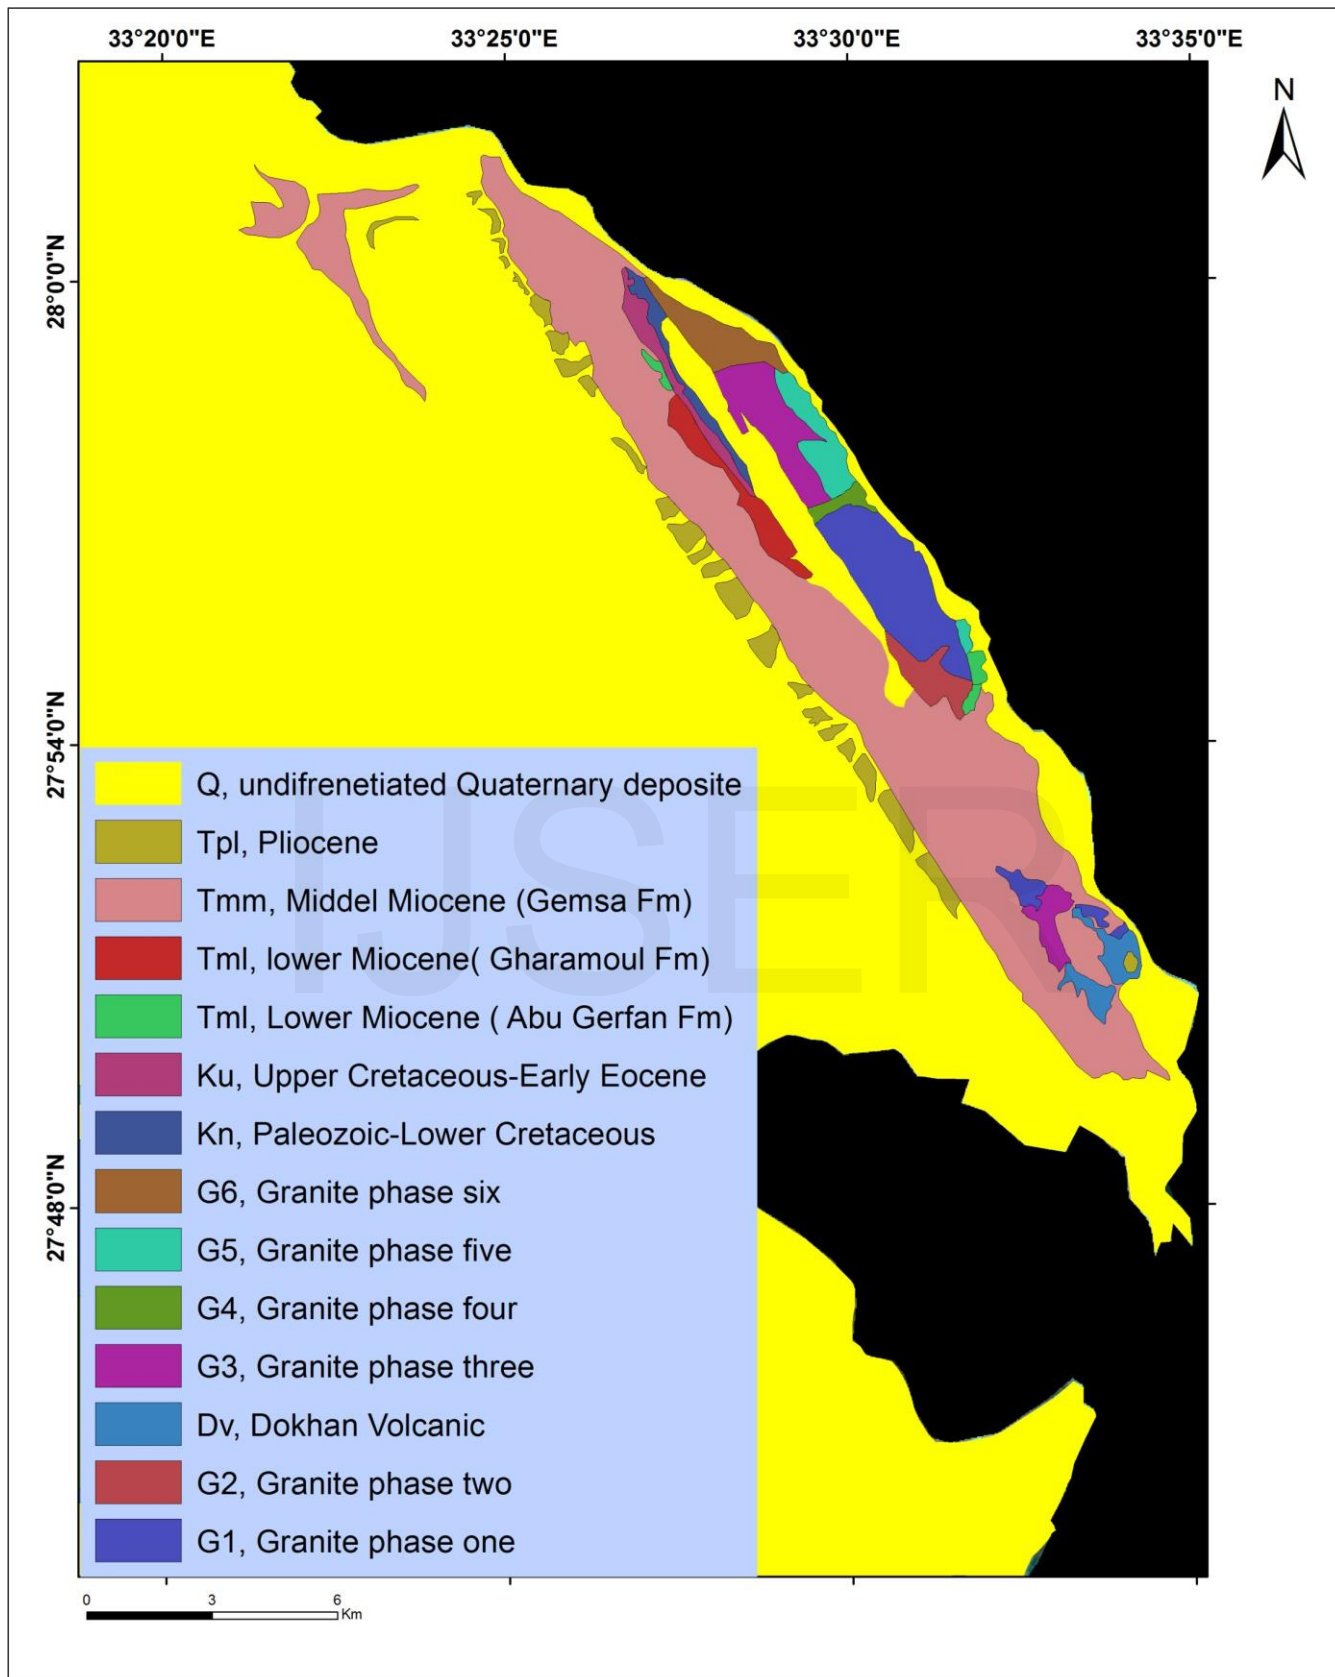 33°20'0"E 33°25'0"E 33°30'0"E 33°35'0"E
N
28°0'0"N
27°54'0"N
27°48'0"N
IJSER
Q, undifrenetiated Quaternary deposite
Tpl, Pliocene
Tmm, Middel Miocene (Gemsa Fm)
Tml, lower Miocene( Gharamoul Fm)
Tml, Lower Miocene ( Abu Gerfan Fm)
Ku, Upper Cretaceous-Early Eocene
Kn, Paleozoic-Lower Cretaceous
G6, Granite phase six
G5, Granite phase five
G4, Granite phase four
G3, Granite phase three
Dv, Dokhan Volcanic
G2, Granite phase two
G1, Granite phase one
0 3 6
Km